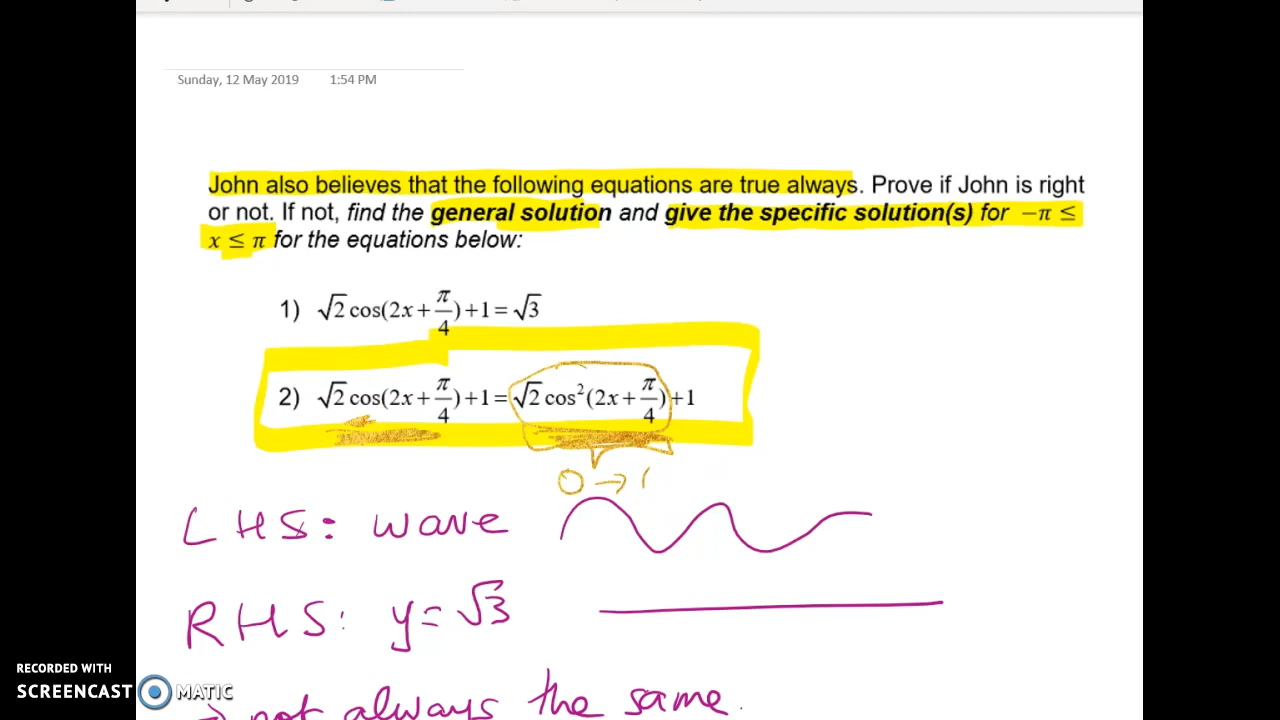 Sunday, 12 May 2019 1:54 PM
John also believes that the following equations are true always. Prove if John is right
or not. If not, find the general solution and give the specific solution(s) for −π ≤
x ≤ π for the equations below:
1) √2 cos(2x + π/4) + 1 = √3
2) √2 cos(2x + π/4) + 1 = √2 cos²(2x + π/4) + 1
0 → 1
LHS: wave
RHS: y = √3
→ not always the same.
RECORDED WITH
SCREENCAST MATIC